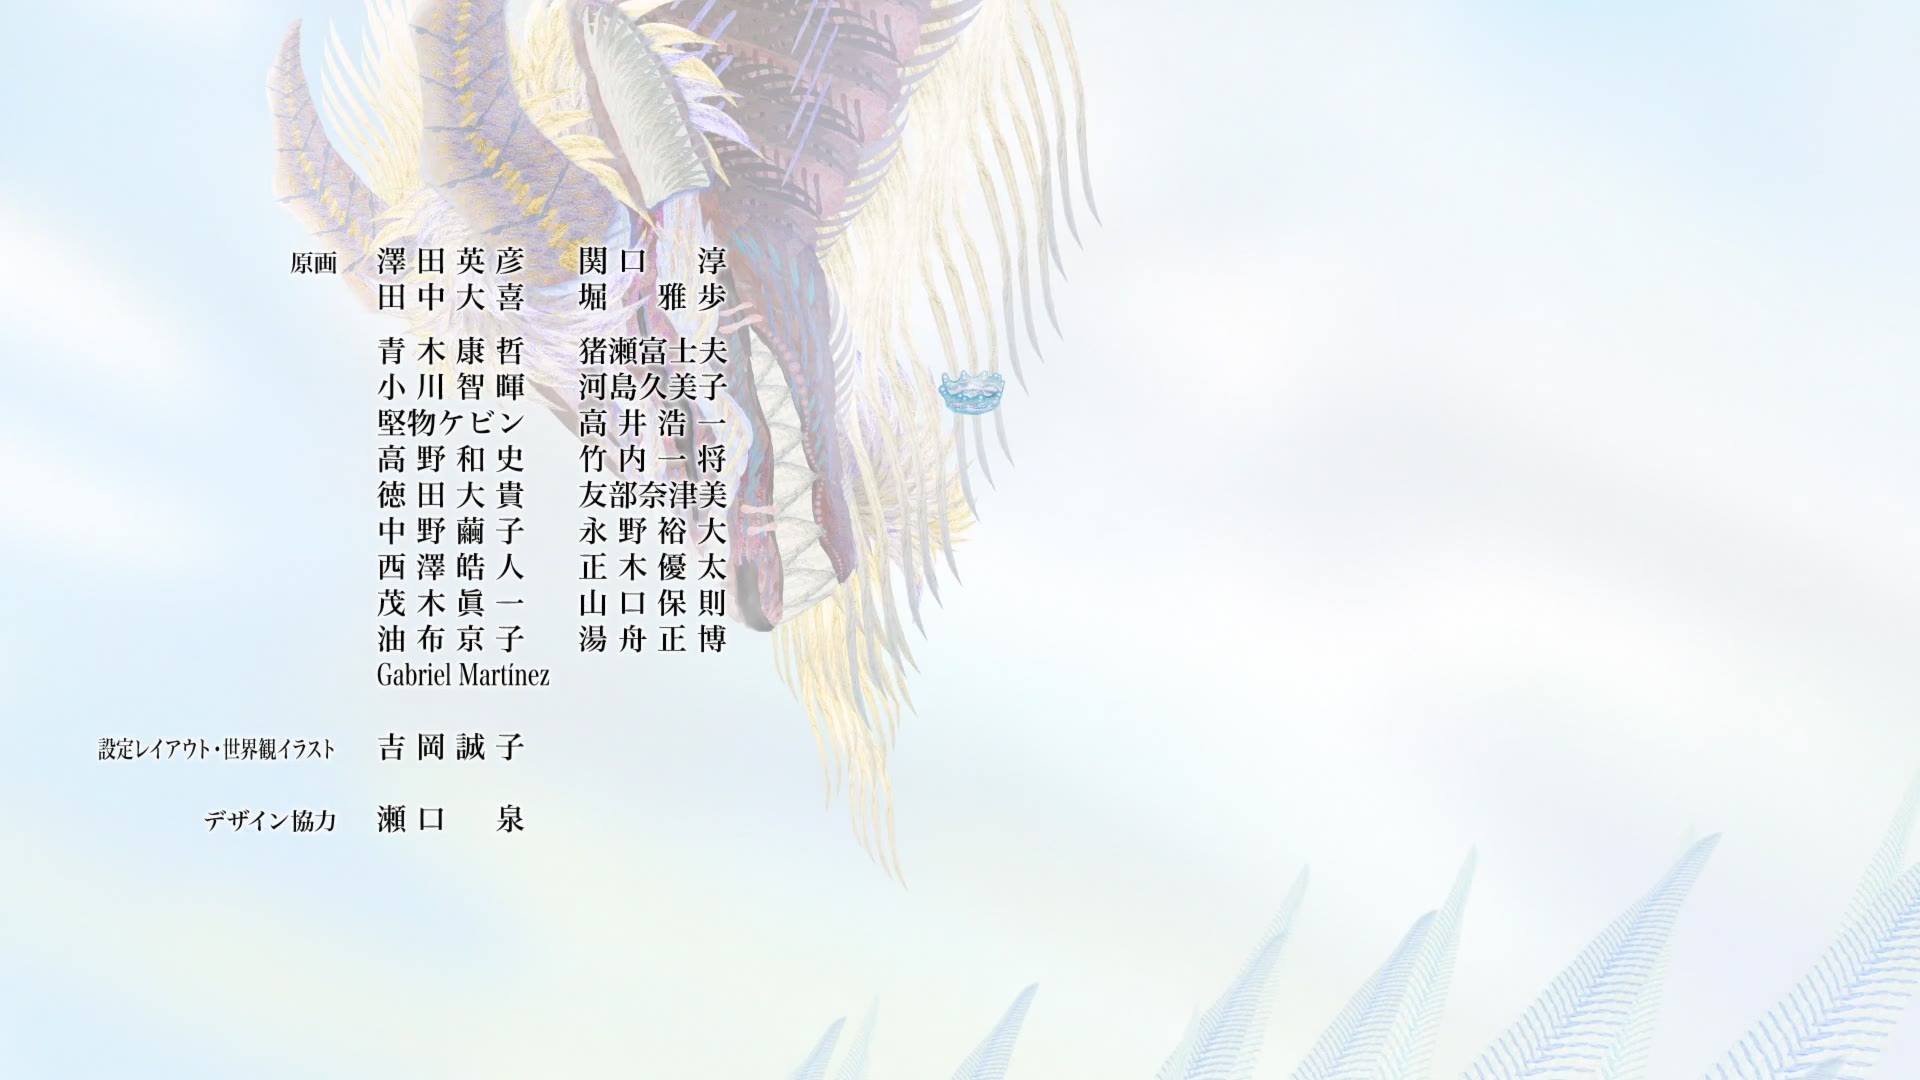 原画 澤田英彦 関口 淳
田中大喜 堀 雅歩
青木康哲 猪瀬富士夫
小川智暉 河島久美子
堅物ケビン 高井浩一
高野和史 竹内一将
徳田大貴 友部奈津美
中野繭子 永野裕大
西澤皓人 正木優太
茂木眞一 山口保則
油布京子 湯舟正博
Gabriel Martínez
設定レイアウト・世界観イラスト 吉岡誠子
デザイン協力 瀬口 泉